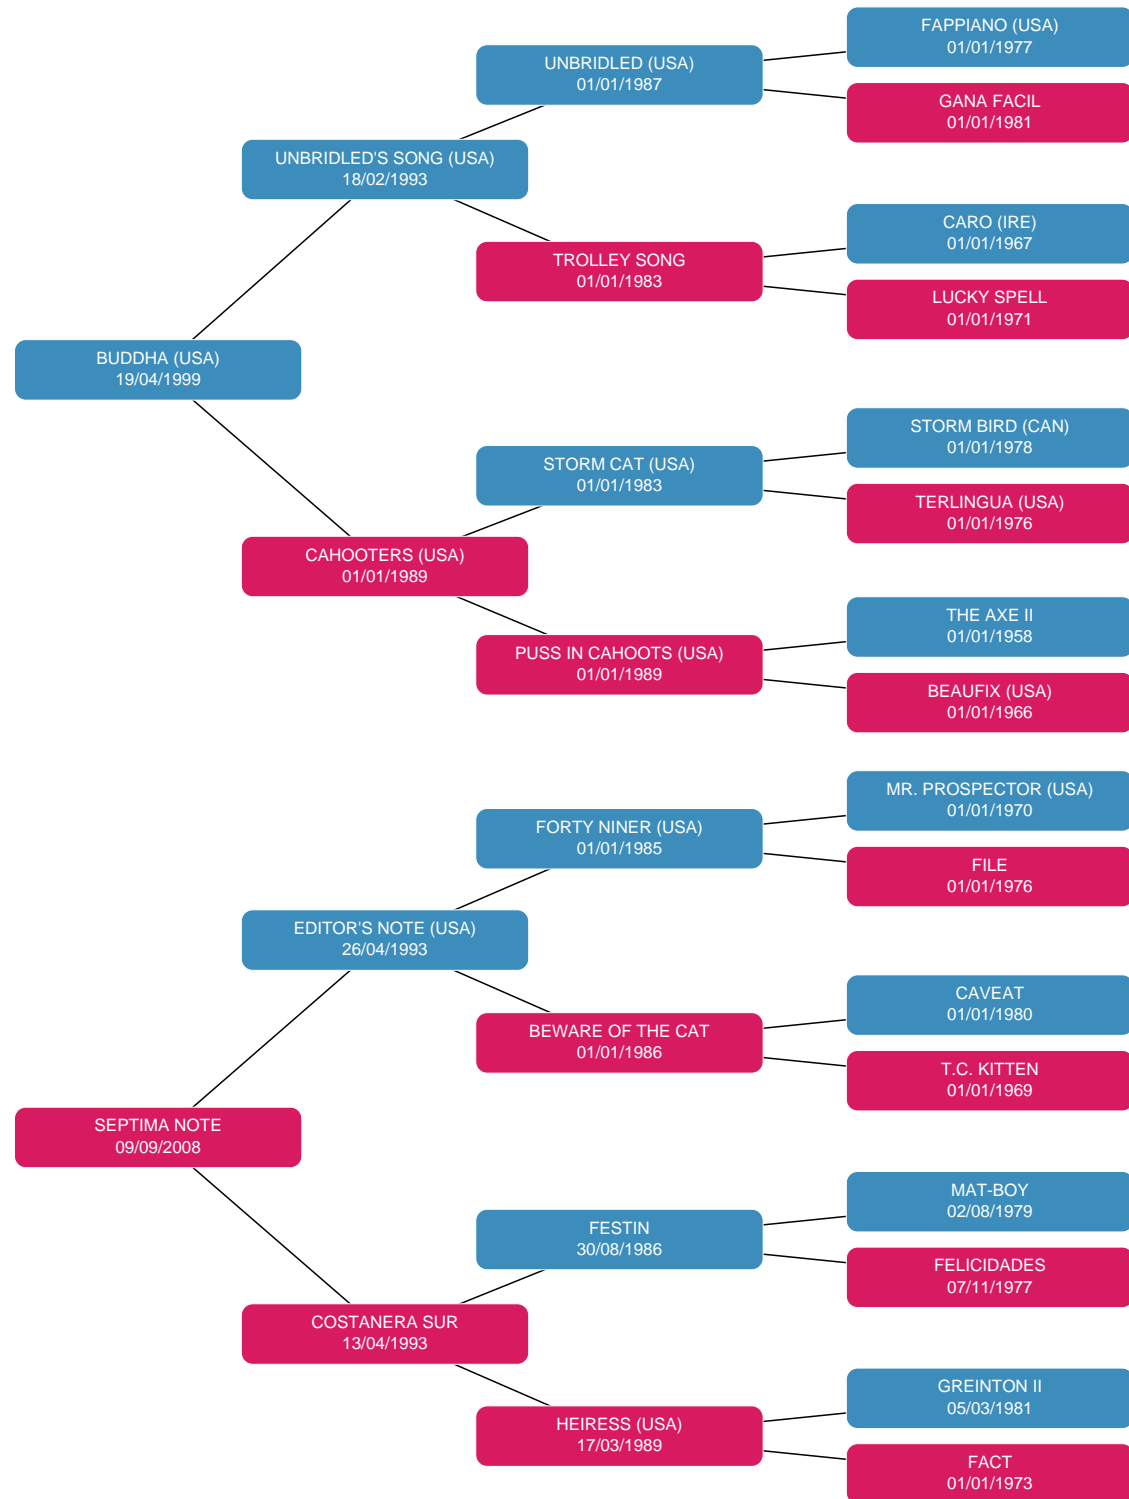 FAPPIANO (USA)
01/01/1977
UNBRIDLED (USA)
01/01/1987
GANA FACIL
01/01/1981
UNBRIDLED'S SONG (USA)
18/02/1993
CARO (IRE)
01/01/1967
TROLLEY SONG
01/01/1983
LUCKY SPELL
01/01/1971
BUDDHA (USA)
19/04/1999
STORM BIRD (CAN)
01/01/1978
STORM CAT (USA)
01/01/1983
TERLINGUA (USA)
01/01/1976
CAHOOTERS (USA)
01/01/1989
THE AXE II
01/01/1958
PUSS IN CAHOOTS (USA)
01/01/1989
BEAUFIX (USA)
01/01/1966
MR. PROSPECTOR (USA)
01/01/1970
FORTY NINER (USA)
01/01/1985
FILE
01/01/1976
EDITOR'S NOTE (USA)
26/04/1993
CAVEAT
01/01/1980
BEWARE OF THE CAT
01/01/1986
T.C. KITTEN
01/01/1969
SEPTIMA NOTE
09/09/2008
MAT-BOY
02/08/1979
FESTIN
30/08/1986
FELICIDADES
07/11/1977
COSTANERA SUR
13/04/1993
GREINTON II
05/03/1981
HEIRESS (USA)
17/03/1989
FACT
01/01/1973